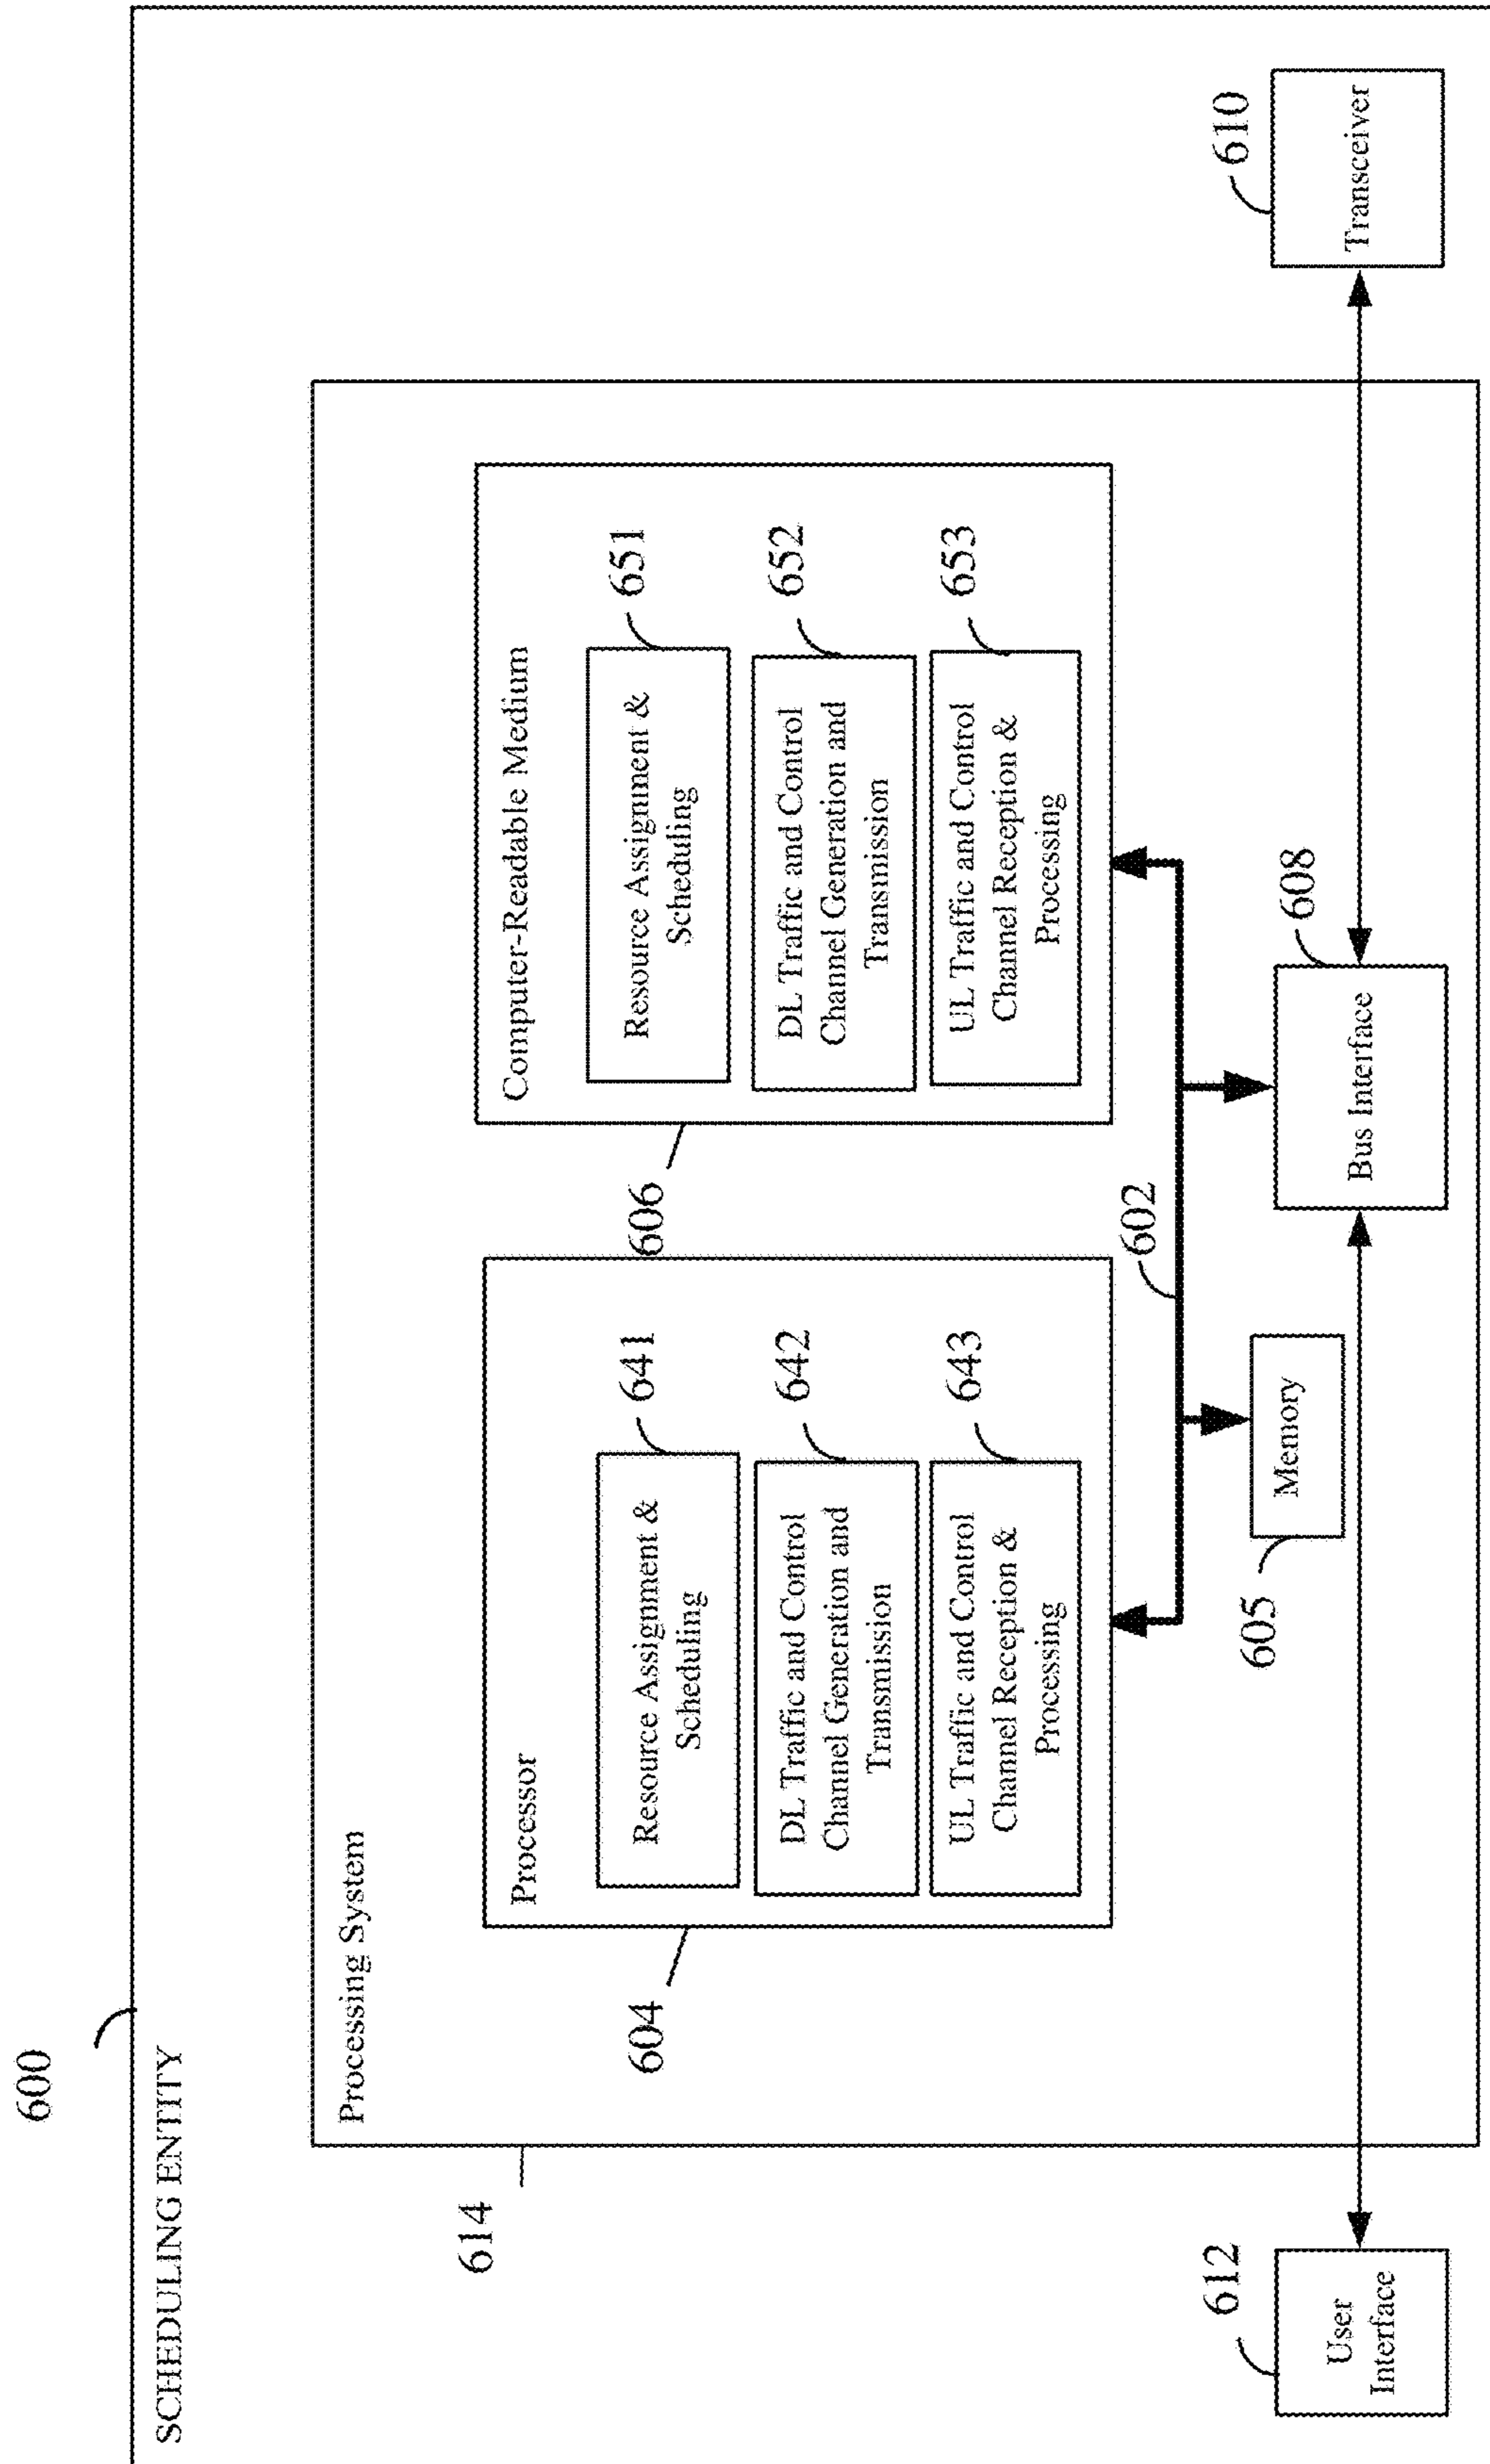 600
SCHEDULING ENTITY
614
Processing System
604
Processor
Resource Assignment &
Scheduling
641
DL Traffic and Control
Channel Generation and
Transmission
642
UL Traffic and Control
Channel Reception &
Processing
643
606
Computer-Readable Medium
Resource Assignment &
Scheduling
651
DL Traffic and Control
Channel Generation and
Transmission
652
UL Traffic and Control
Channel Reception &
Processing
653
602
605
Memory
608
Bus Interface
612
User
Interface
610
Transceiver